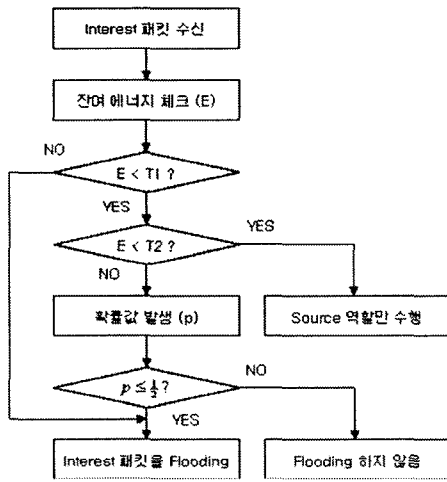 Interest 패킷 수신
잔여 에너지 체크 (E)
NO
E < T1 ?
YES
E < T2 ?
YES
NO
확률값 발생 (p)
Source 역할만 수행
p ≤ ½?
NO
YES
Interest 패킷을 Flooding
Flooding 하지 않음